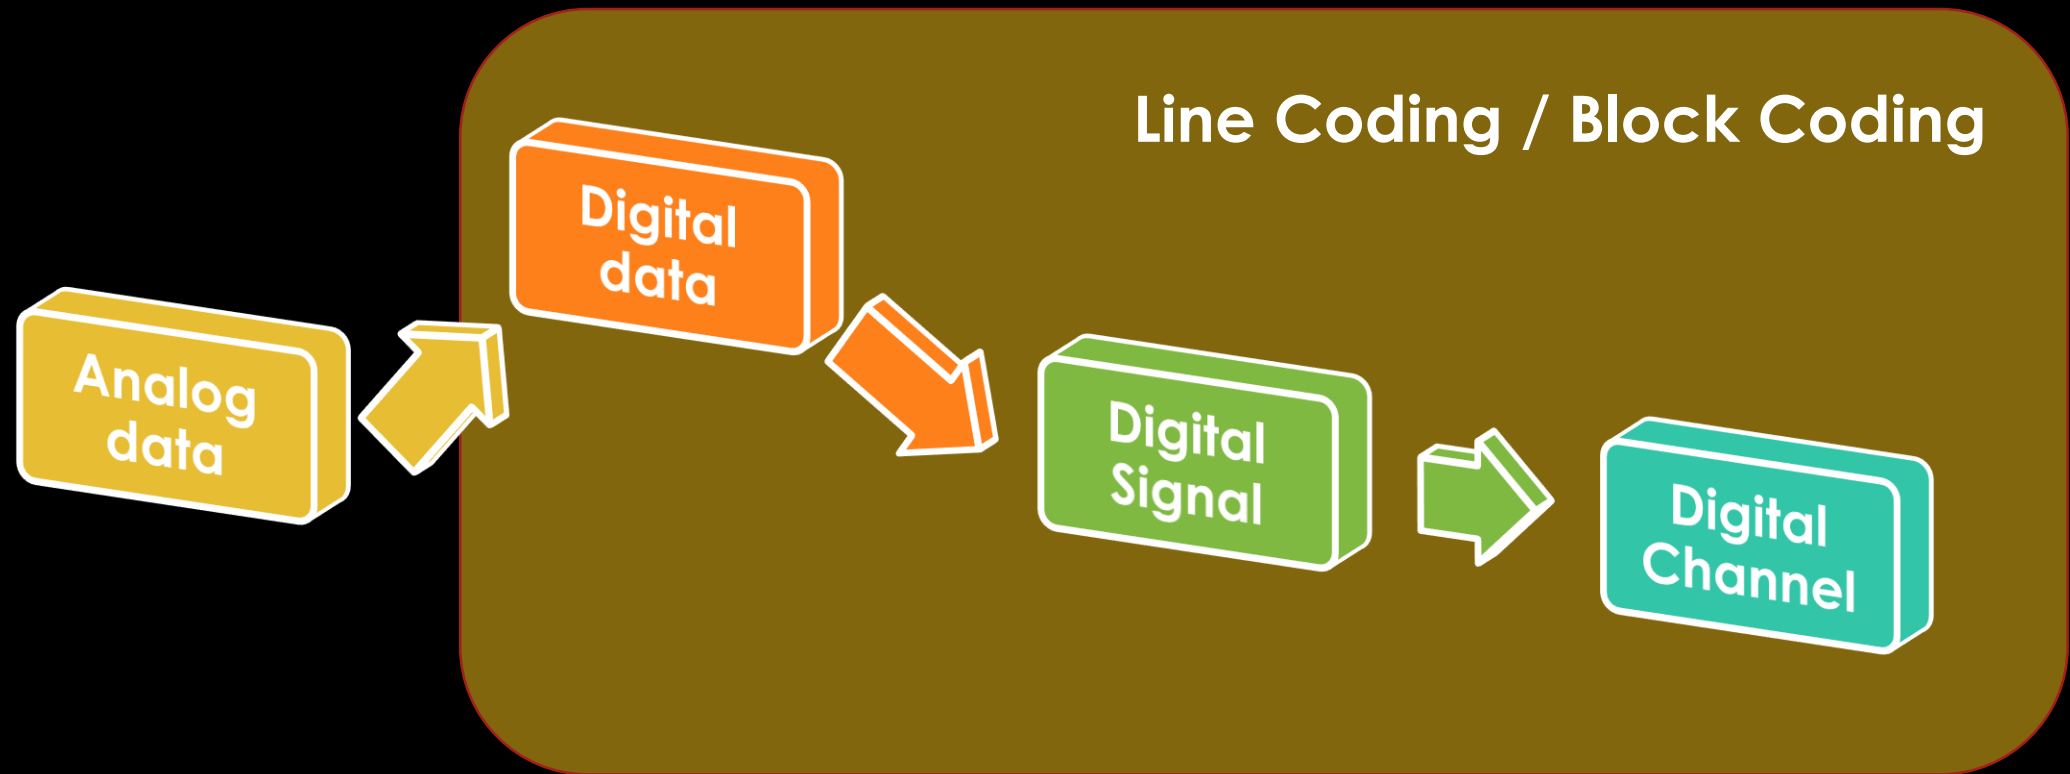 Line Coding / Block Coding
Analog
data
Digital
data
Digital
Signal
Digital
Channel